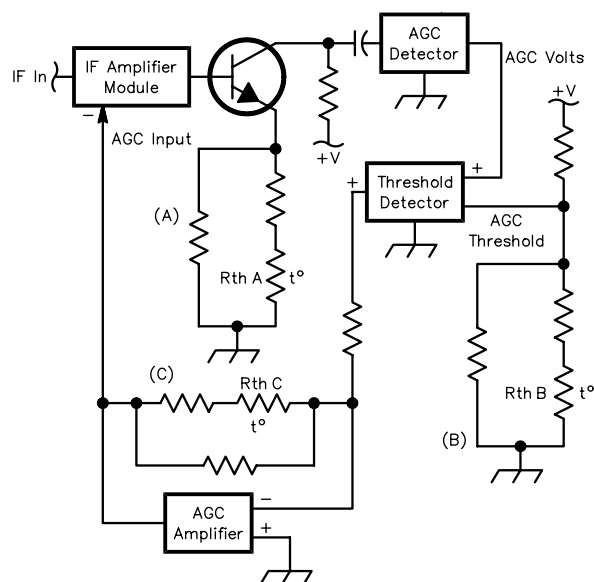 AGC
Detector
IF In
IF Amplifier
Module
AGC Volts
+V
−
AGC Input
+V
+
+
Threshold
Detector
(A)
AGC
Threshold
Rth A
t°
(C)
Rth C
t°
Rth B
t°
(B)
AGC
Amplifier
−
+